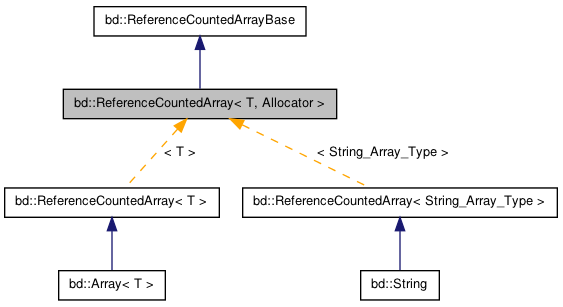 bd::ReferenceCountedArrayBase
bd::ReferenceCountedArray< T, Allocator >
< T >
< String_Array_Type >
bd::ReferenceCountedArray< T >
bd::ReferenceCountedArray< String_Array_Type >
bd::Array< T >
bd::String